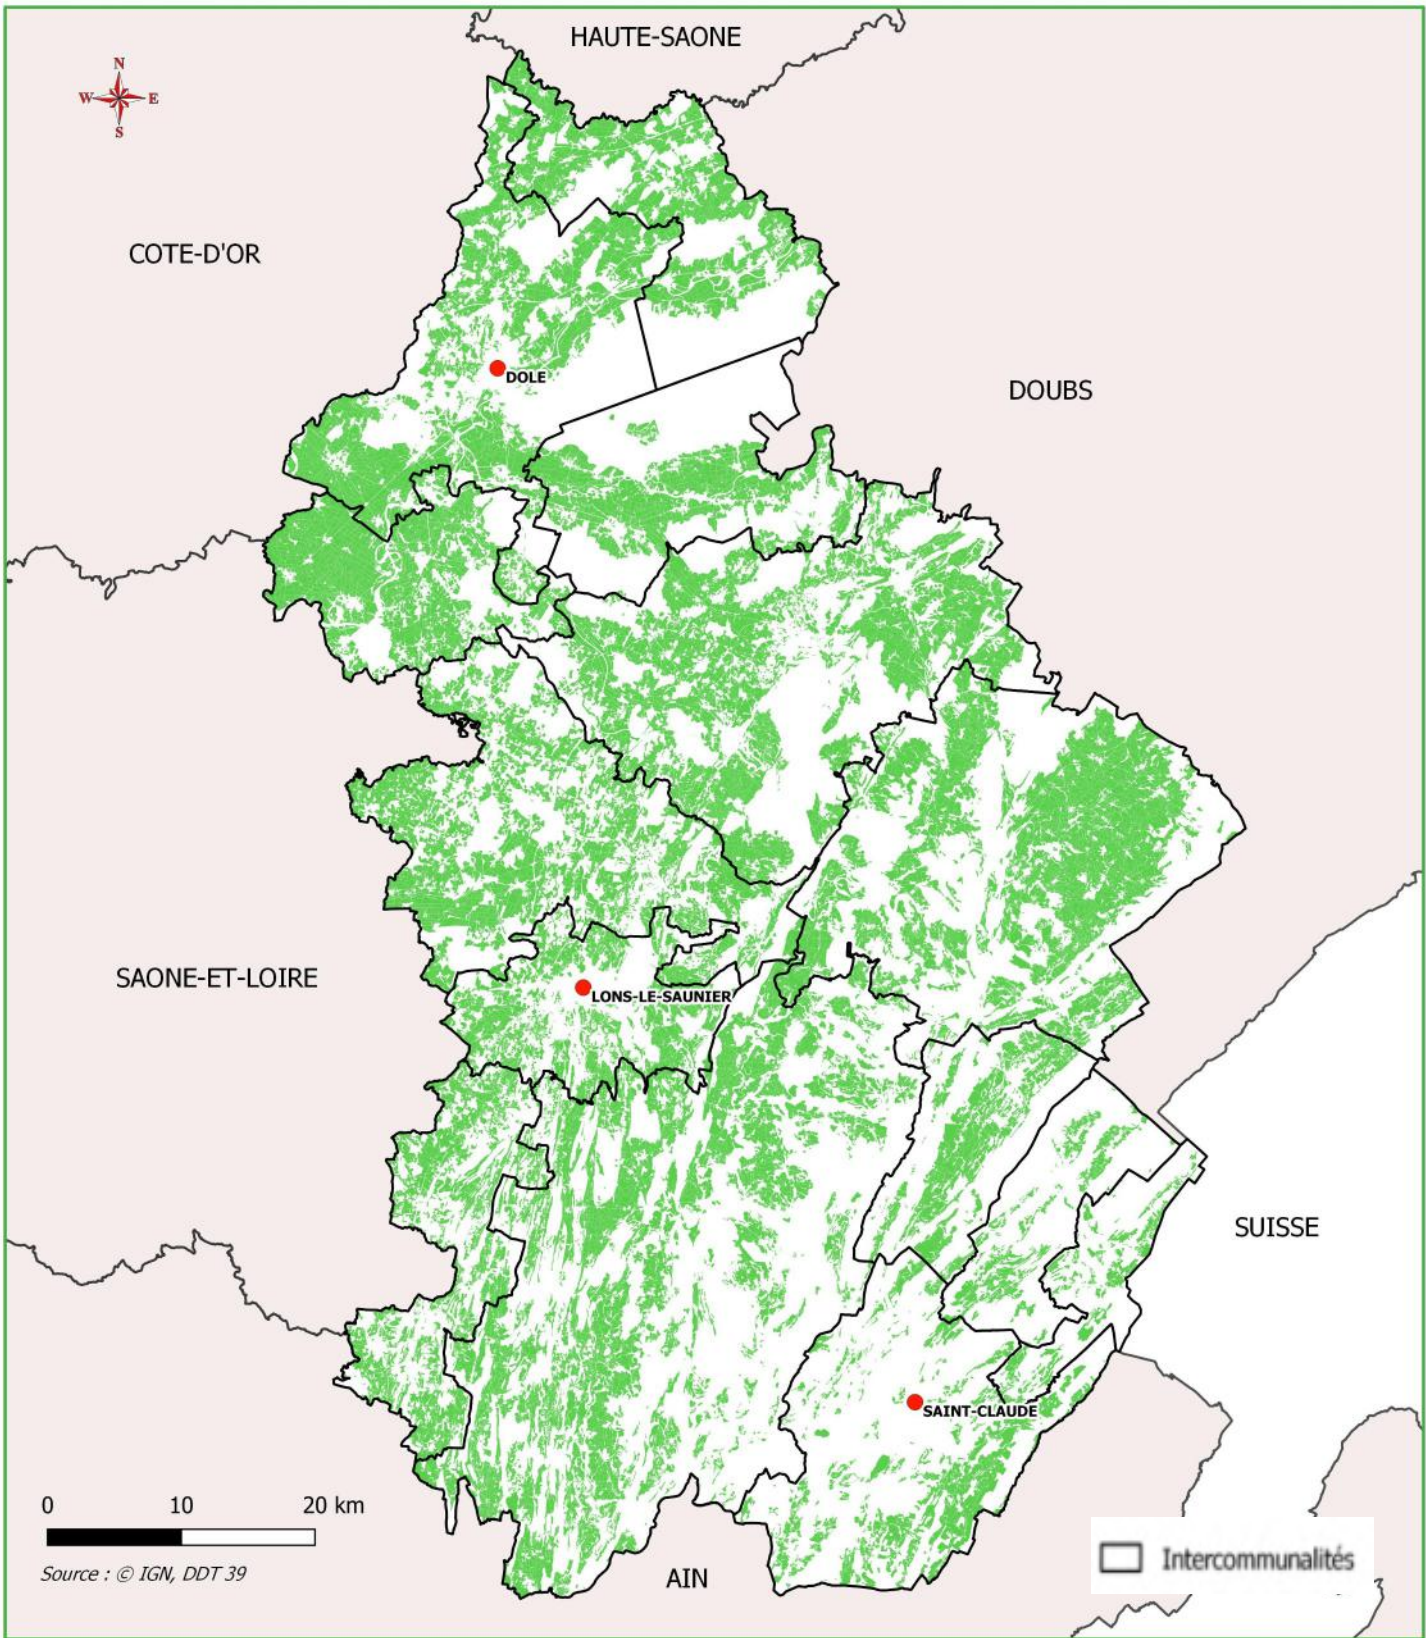 HAUTE-SAONE
N
W E
S
COTE-D'OR
DOLE
DOUBS
SAONE-ET-LOIRE
LONS-LE-SAUNIER
SUISSE
SAINT-CLAUDE
0 10 20 km
Source : © IGN, DDT 39
AIN
Intercommunalités